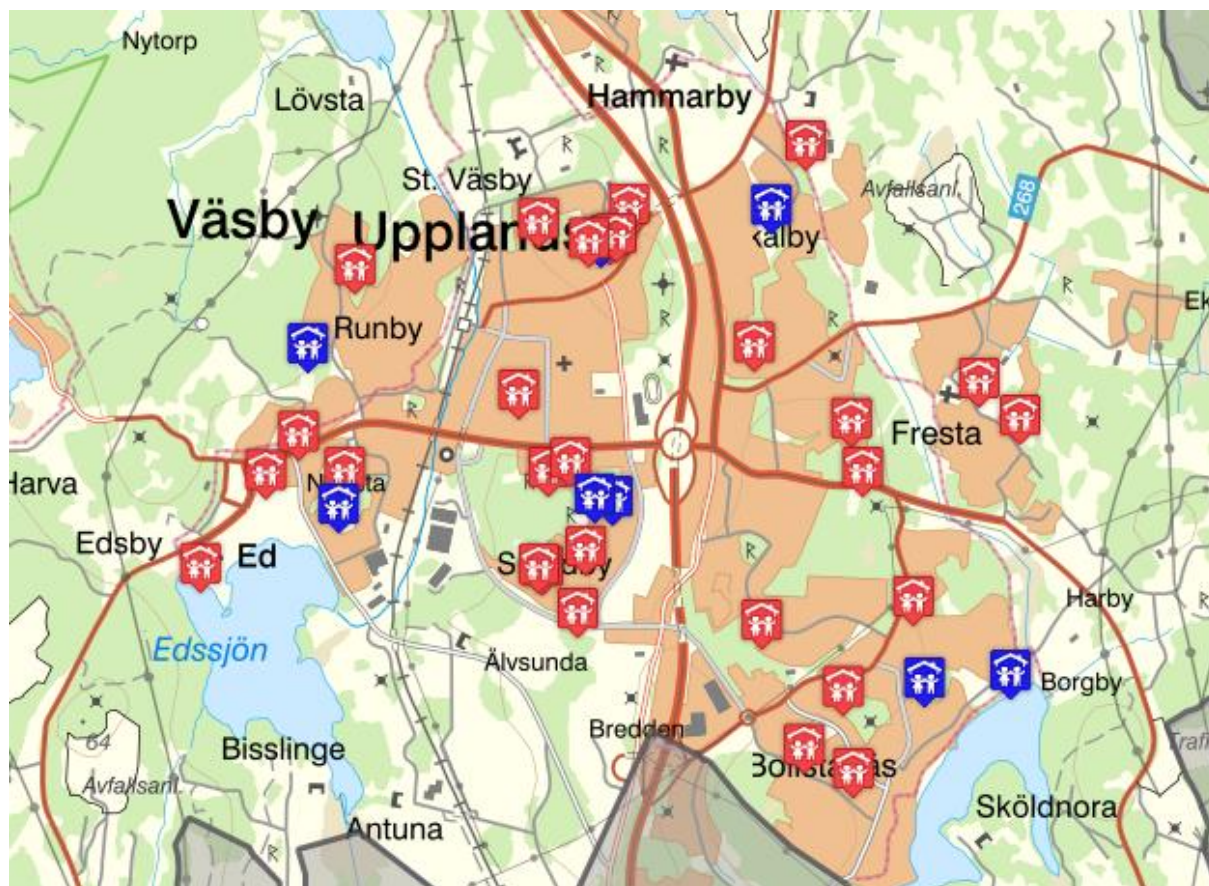 Nytorp
Lövsta
Hammarby
St. Väsby
Avfallsanl.
268
Väsby
Upplands
Runby
Fresta
Harva
Edsby
Ed
Harby
Edssjön
Älvsunda
Borgby
Bredden
64
Bisslinge
Avfallsanl.
Sköldnora
Antuna